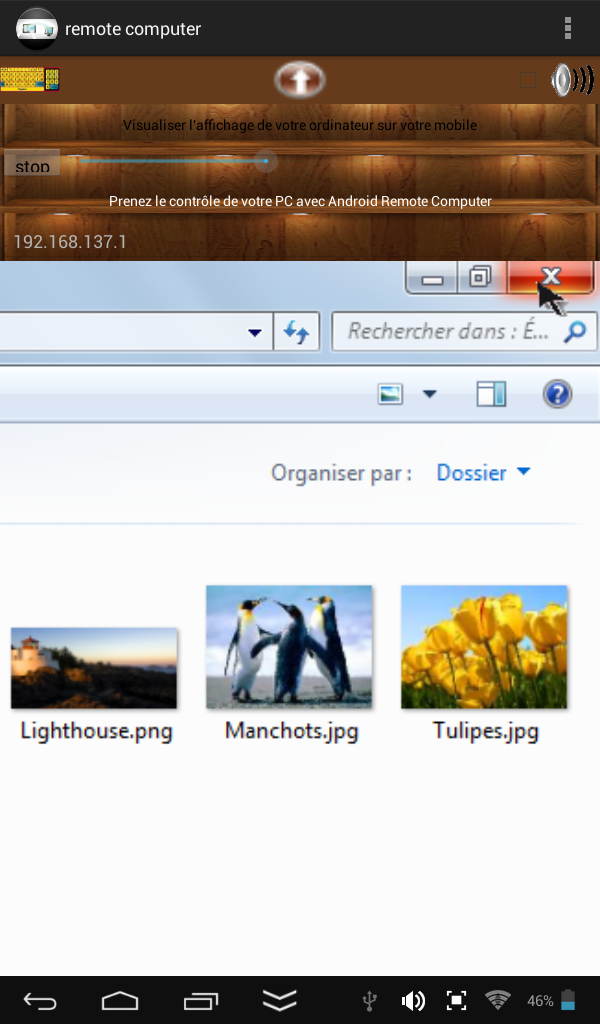 remote computer
Visualiser l'affichage de votre ordinateur sur votre mobile
stop
Prenez le contrôle de votre PC avec Android Remote Computer
192.168.137.1
Rechercher dans : É...
Organiser par : Dossier
Lighthouse.png Manchots.jpg Tulipes.jpg
46%